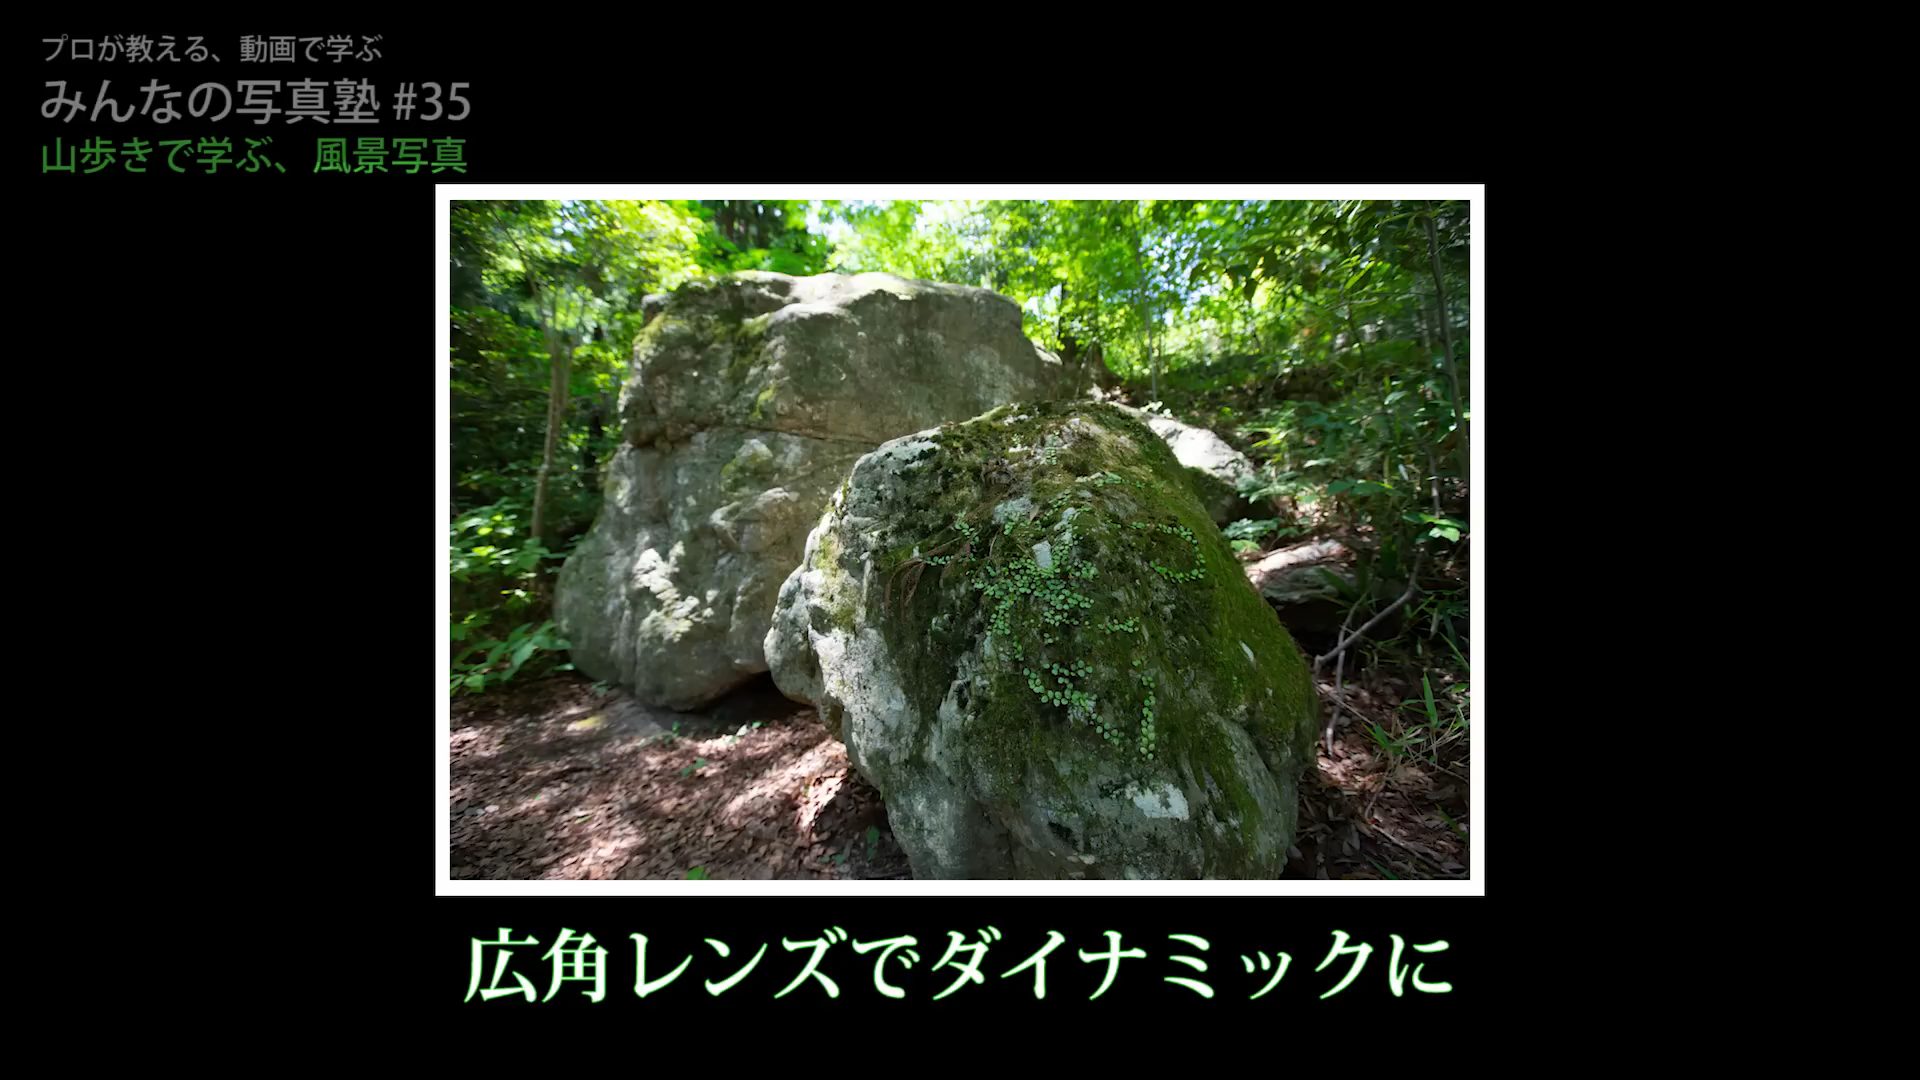 プロが教える、動画で学ぶ
みんなの写真塾 #35
山歩きで学ぶ、風景写真
広角レンズでダイナミックに